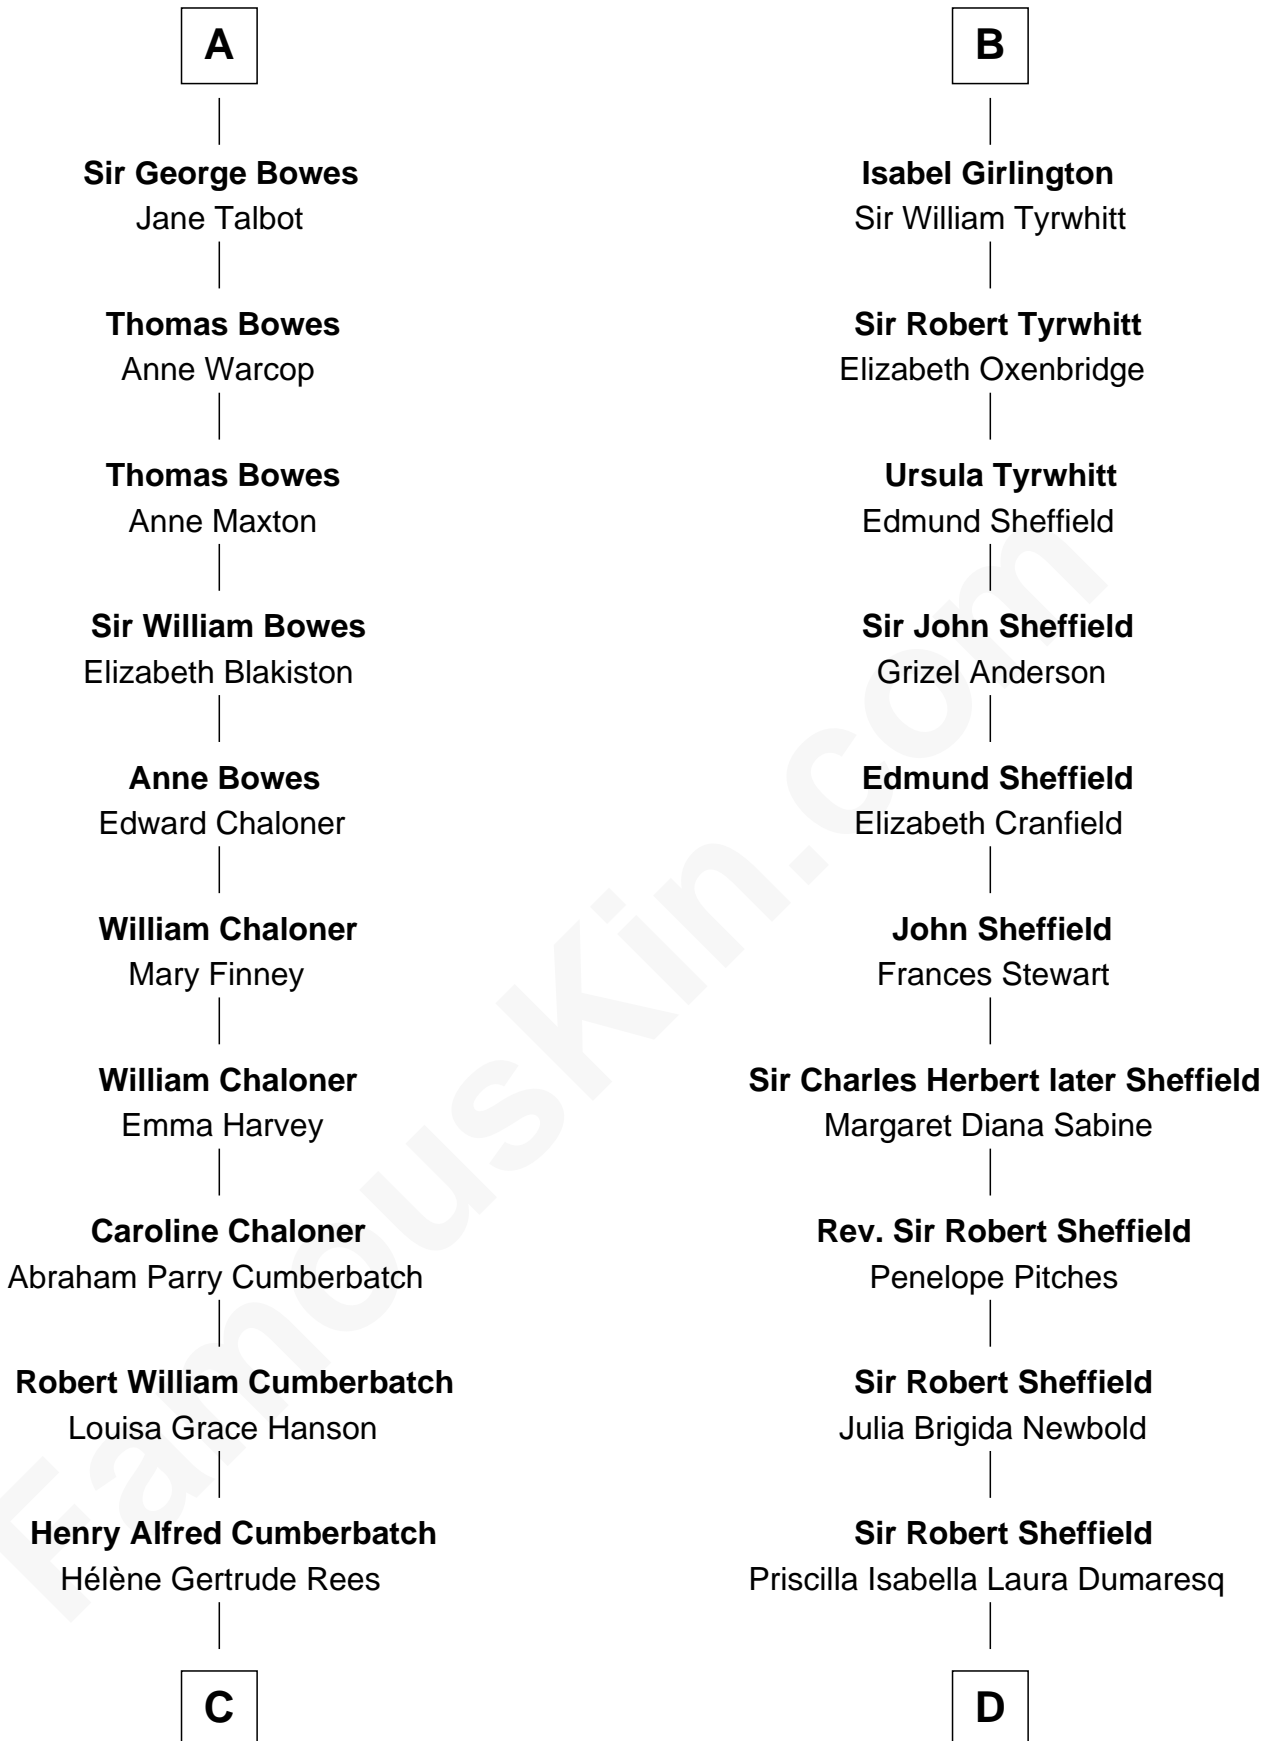 A
Sir George Bowes
Jane Talbot
Thomas Bowes
Anne Warcop
Thomas Bowes
Anne Maxton
Sir William Bowes
Elizabeth Blakiston
Anne Bowes
Edward Chaloner
William Chaloner
Mary Finney
William Chaloner
Emma Harvey
Caroline Chaloner
Abraham Parry Cumberbatch
Robert William Cumberbatch
Louisa Grace Hanson
Henry Alfred Cumberbatch
Hélène Gertrude Rees
C
B
Isabel Girlington
Sir William Tyrwhitt
Sir Robert Tyrwhitt
Elizabeth Oxenbridge
Ursula Tyrwhitt
Edmund Sheffield
Sir John Sheffield
Grizel Anderson
Edmund Sheffield
Elizabeth Cranfield
John Sheffield
Frances Stewart
Sir Charles Herbert later Sheffield
Margaret Diana Sabine
Rev. Sir Robert Sheffield
Penelope Pitches
Sir Robert Sheffield
Julia Brigida Newbold
Sir Robert Sheffield
Priscilla Isabella Laura Dumaresq
D
FamousKin.com